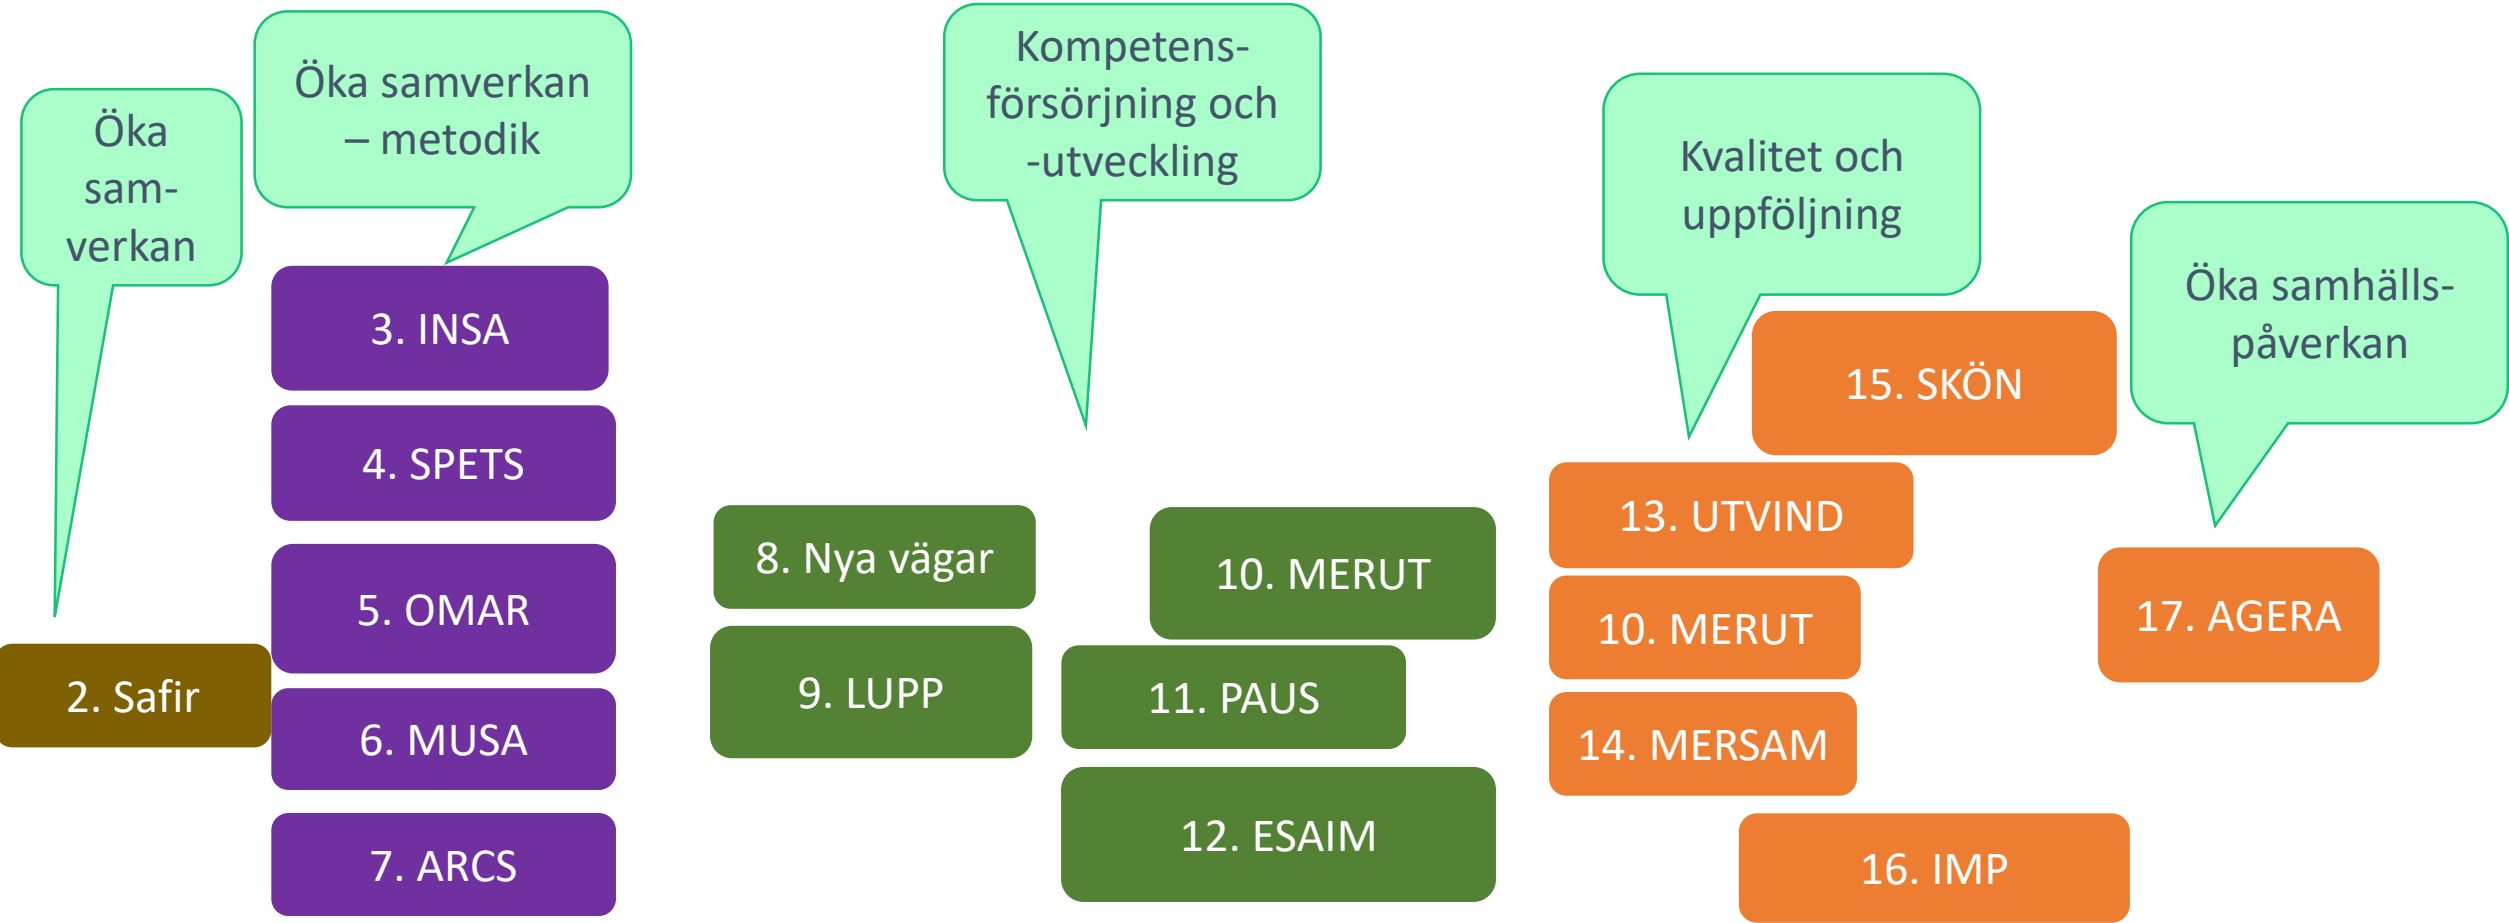 Öka
sam-
verkan
Öka samverkan
– metodik
Kompetens-
försörjning och
-utveckling
Kvalitet och
uppföljning
Öka samhälls-
påverkan
2. Safir
3. INSA
4. SPETS
5. OMAR
6. MUSA
7. ARCS
8. Nya vägar
9. LUPP
10. MERUT
11. PAUS
12. ESAIM
15. SKÖN
13. UTVIND
10. MERUT
14. MERSAM
16. IMP
17. AGERA